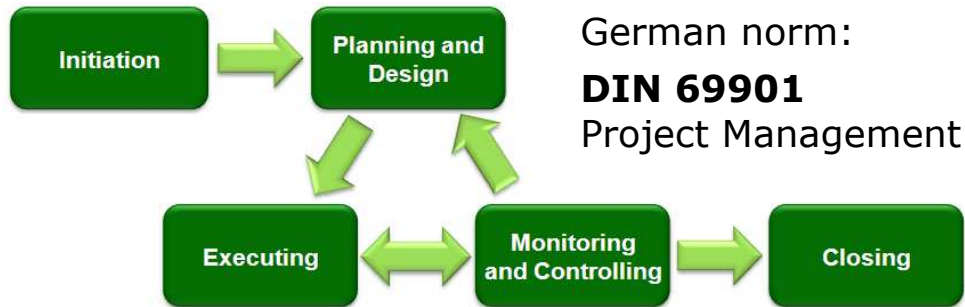 Initiation
Planning and
Design
German norm:
DIN 69901
Project Management
Executing
Monitoring
and Controlling
Closing